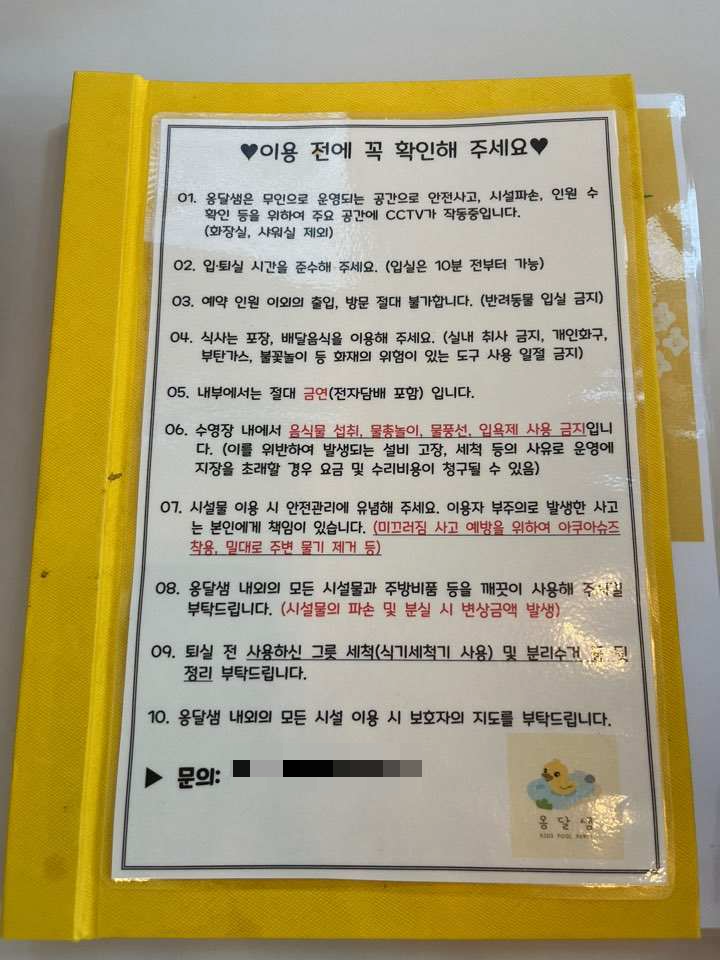 ♥이용 전에 꼭 확인해 주세요♥
01. 옹달샘은 무인으로 운영되는 공간으로 안전사고, 시설파손, 인원 수
확인 등을 위하여 주요 공간에 CCTV가 작동중입니다.
(화장실, 샤워실 제외)
02. 입·퇴실 시간을 준수해 주세요. (입실은 10분 전부터 가능)
03. 예약 인원 이외의 출입, 방문 절대 불가합니다. (반려동물 입실 금지)
04. 식사는 포장, 배달음식을 이용해 주세요. (실내 취사 금지, 개인화구,
부탄가스, 불꽃놀이 등 화재의 위험이 있는 도구 사용 일절 금지)
05. 내부에서는 절대 금연(전자담배 포함) 입니다.
06. 수영장 내에서 음식물 섭취, 물총놀이, 물풍선, 입욕제 사용 금지입니
다. (이를 위반하여 발생되는 설비 고장, 세척 등의 사유로 운영에
지장을 초래할 경우 요금 및 수리비용이 청구될 수 있음)
07. 시설물 이용 시 안전관리에 유념해 주세요. 이용자 부주의로 발생한 사고
는 본인에게 책임이 있습니다. (미끄러짐 사고 예방을 위하여 아쿠아슈즈
착용, 밀대로 주변 물기 제거 등)
08. 옹달샘 내외의 모든 시설물과 주방비품 등을 깨끗이 사용해
부탁드립니다. (시설물의 파손 및 분실 시 변상금액 발생)
09. 퇴실 전 사용하신 그릇 세척(식기세척기 사용) 및 분리수거
정리 부탁드립니다.
10. 옹달샘 내외의 모든 시설 이용 시 보호자의 지도를 부탁드립니다.
▶ 문의:
옹달샘
KIDS POOL